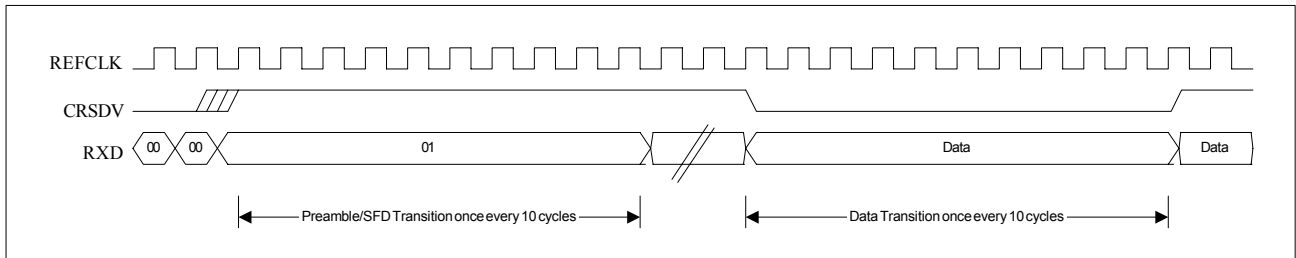 REFCLK
CRSDV
RXD 00 00 01 Data Data
Preamble/SFD Transition once every 10 cycles Data Transition once every 10 cycles